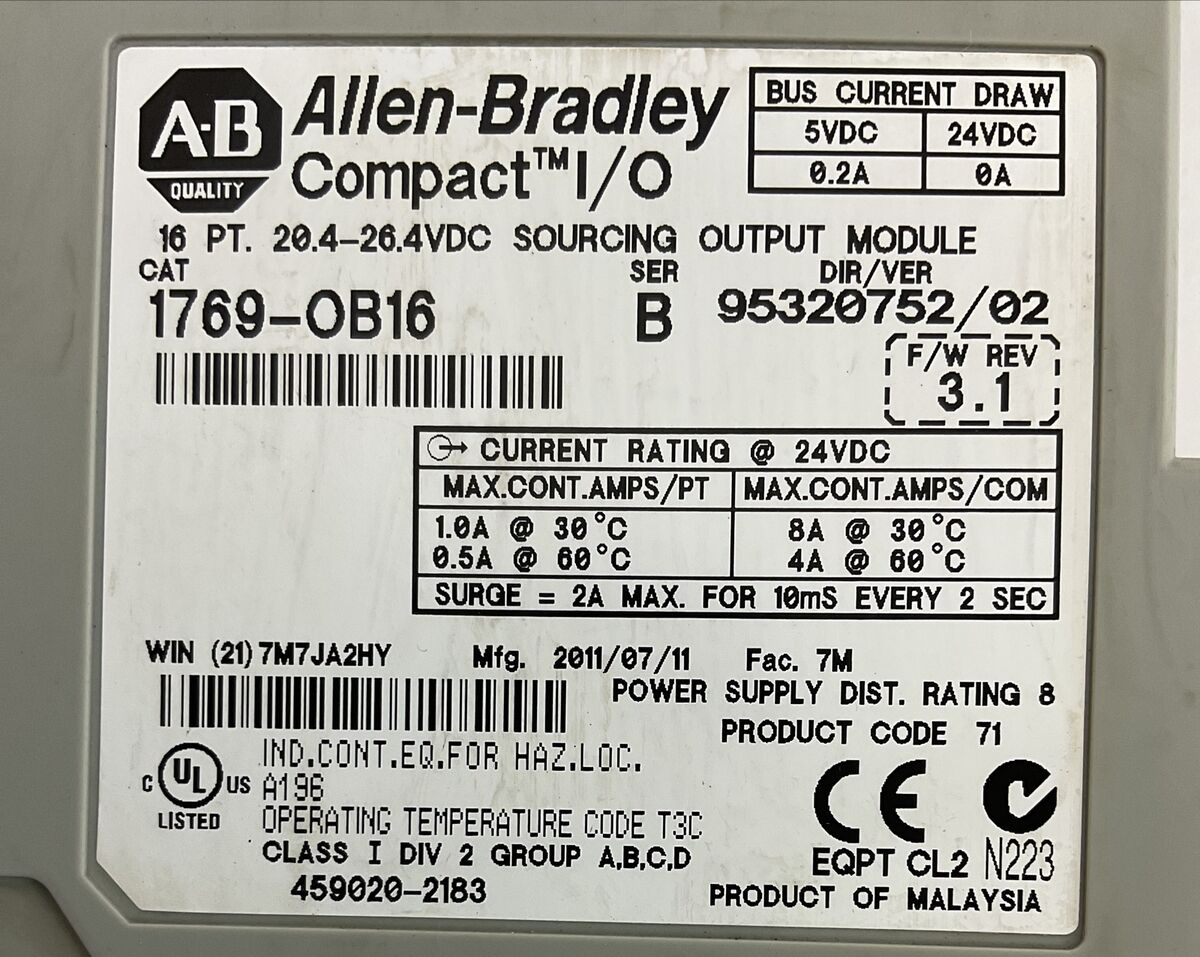 A-B
QUALITY
Allen-Bradley
Compact™ I/O
BUS CURRENT DRAW
5VDC 24VDC
0.2A 0A
16 PT. 20.4-26.4VDC SOURCING OUTPUT MODULE
CAT SER DIR/VER
1769-OB16 B 95320752/02
F/W REV
3.1
CURRENT RATING @ 24VDC
MAX.CONT.AMPS/PT MAX.CONT.AMPS/COM
1.0A @ 30°C 8A @ 30°C
0.5A @ 60°C 4A @ 60°C
SURGE = 2A MAX. FOR 10mS EVERY 2 SEC
WIN (21) 7M7JA2HY Mfg. 2011/07/11 Fac. 7M
POWER SUPPLY DIST. RATING 8
PRODUCT CODE 71
C UL US
LISTED
IND.CONT.EQ.FOR HAZ.LOC.
A196
OPERATING TEMPERATURE CODE T3C
CLASS I DIV 2 GROUP A,B,C,D
459020-2183
CE
EQPT CL2 N223
PRODUCT OF MALAYSIA